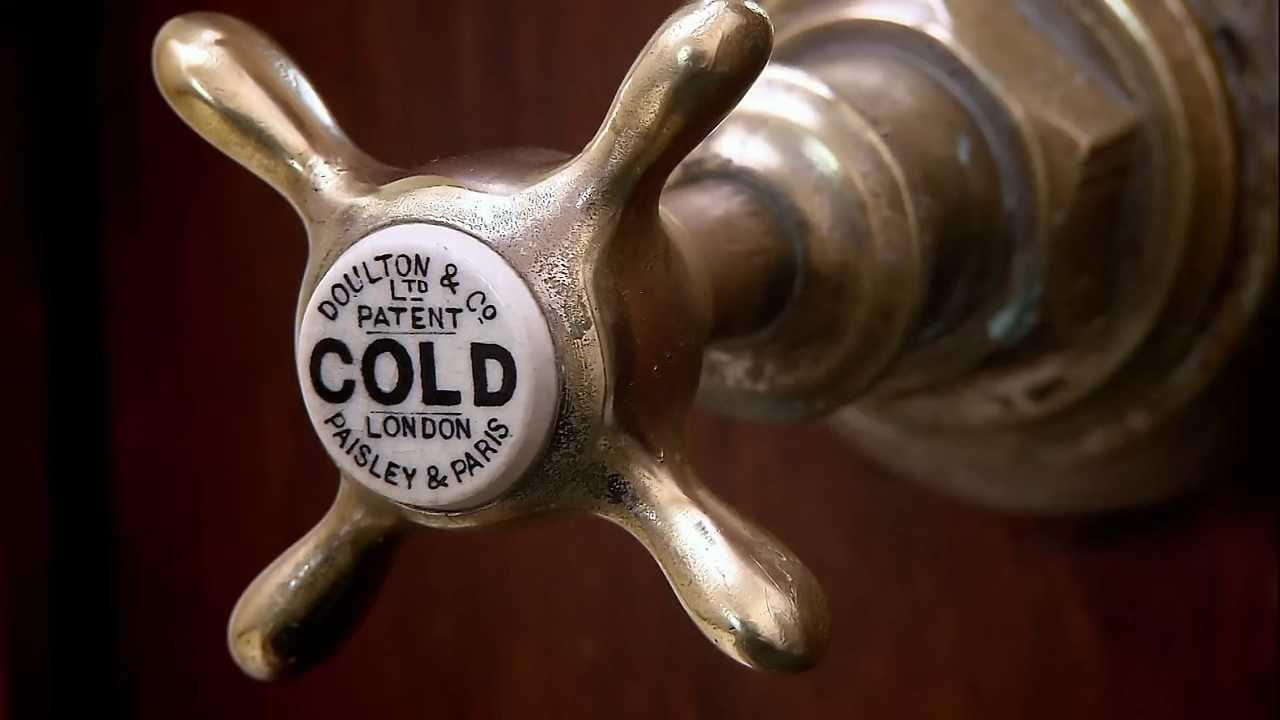 DOULTON & Co
LTD
PATENT
COLD
LONDON
PAISLEY & PARIS